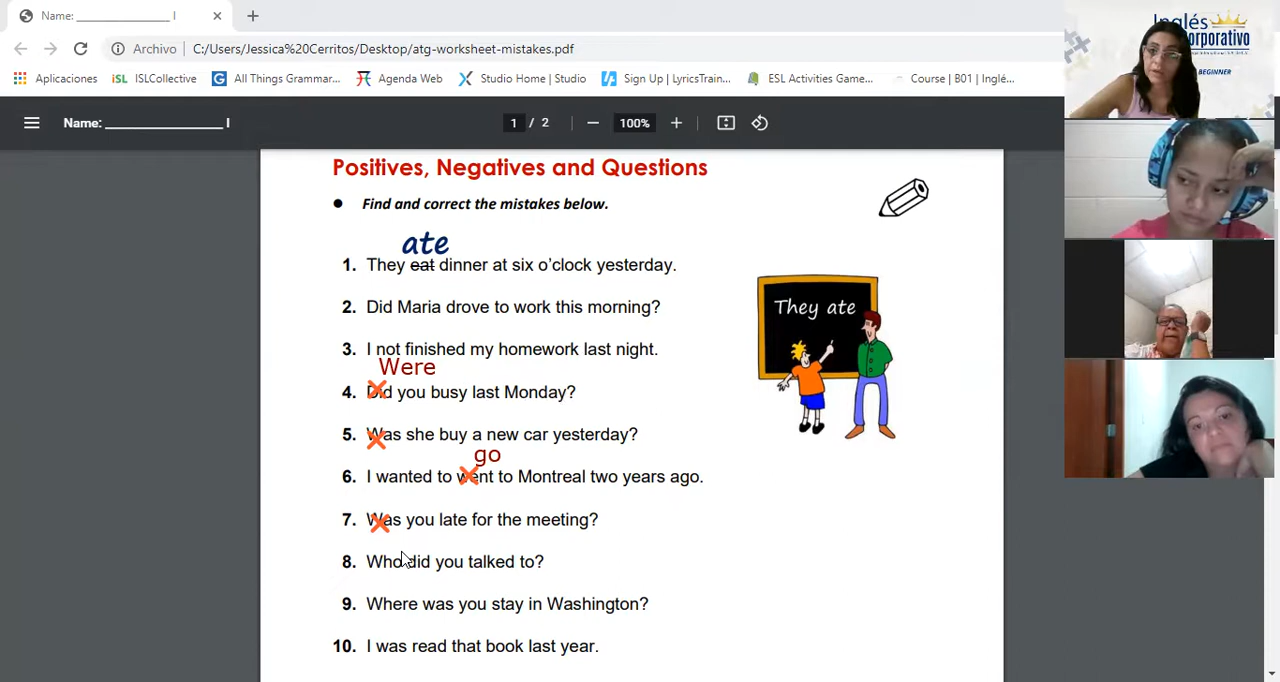 Name: ________________ I
Archivo C:/Users/Jessica%20Cerritos/Desktop/atg-worksheet-mistakes.pdf
Aplicaciones iSL ISLCollective G All Things Grammar... Agenda Web Studio Home | Studio Sign Up | LyricsTrain... ESL Activities Game... Course | B01 | Inglé...
Inglés
Corporativo
BEGINNER
Name: ________________ I 1 / 2 100%
Positives, Negatives and Questions
Find and correct the mistakes below.
ate
1. They eat dinner at six o’clock yesterday.
2. Did Maria drove to work this morning?
They ate
3. I not finished my homework last night.
Were
4. Did you busy last Monday?
5. Was she buy a new car yesterday?
go
6. I wanted to went to Montreal two years ago.
7. Was you late for the meeting?
8. Who did you talked to?
9. Where was you stay in Washington?
10. I was read that book last year.